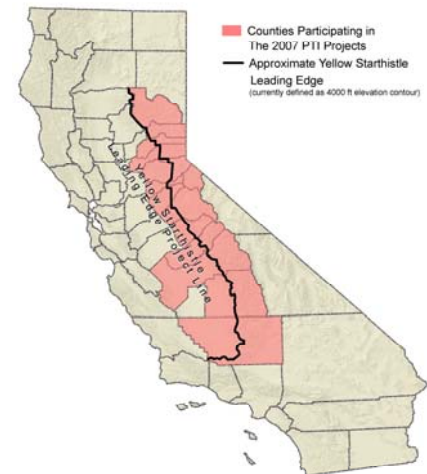 Counties Participating in
The 2007 PTI Projects
Approximate Yellow Starthistle
Leading Edge
(currently defined as 4000 ft elevation contour)
Yellow Starthistle
Leading Edge Project Line